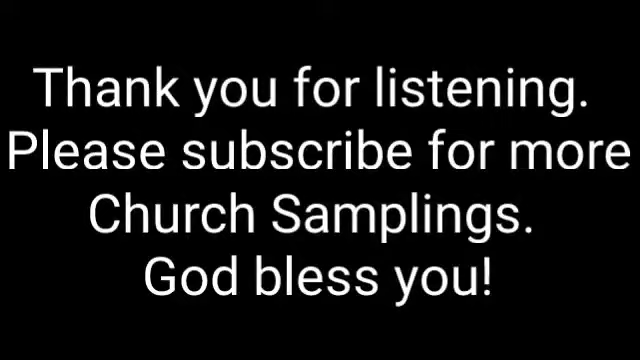 Thank you for listening.
Please subscribe for more
Church Samplings.
God bless you!